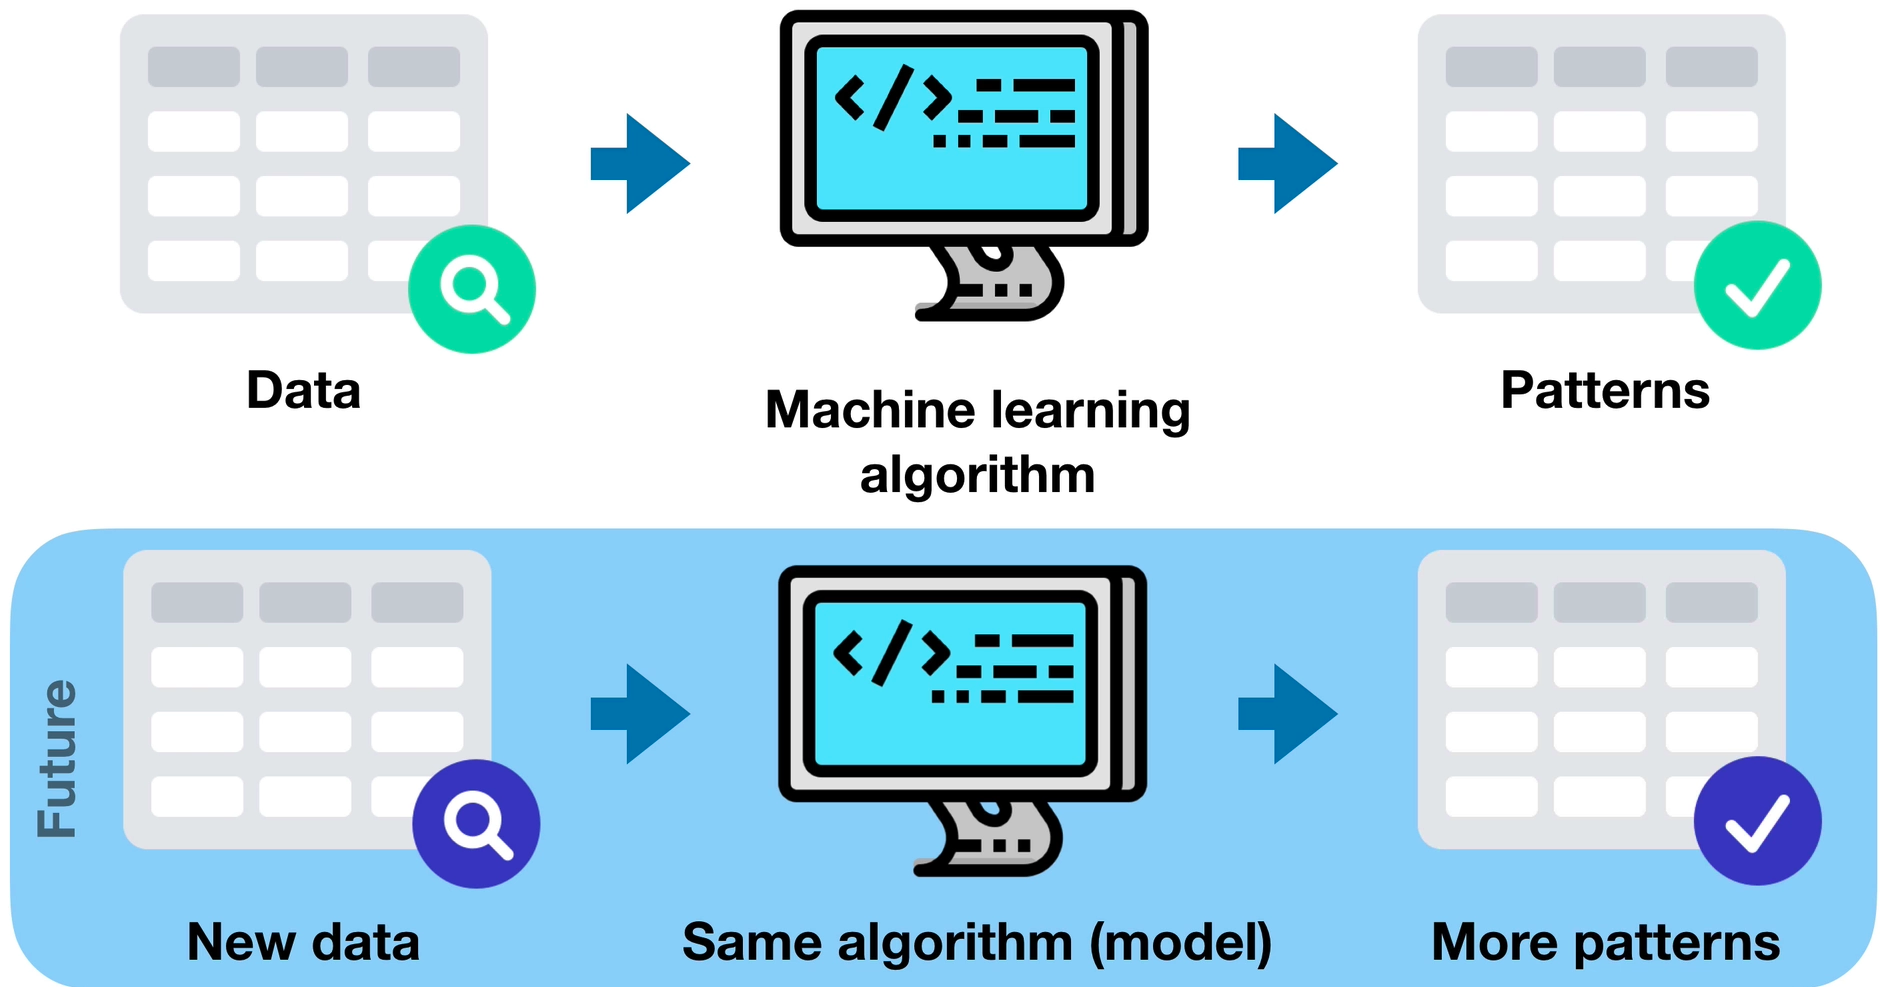 Data
Machine learning
algorithm
Patterns
Future
New data
Same algorithm (model)
More patterns